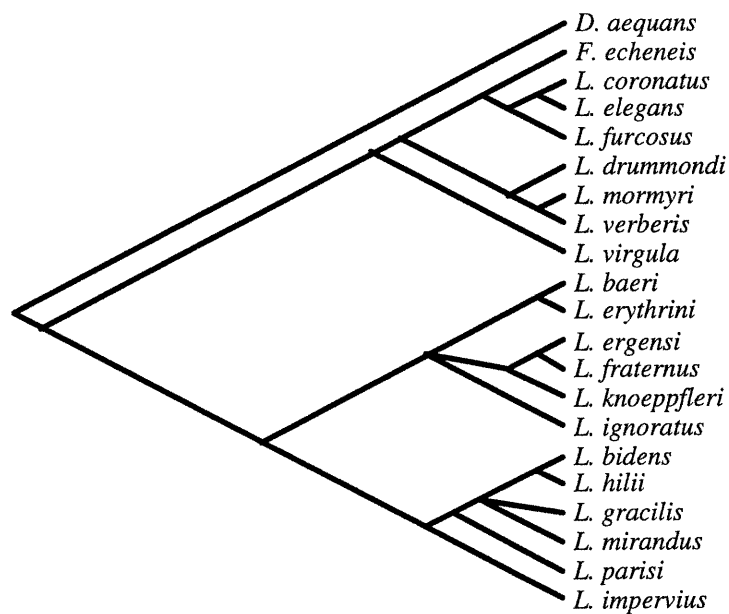 D. aequans
F. echeneis
L. coronatus
L. elegans
L. furcosus
L. drummondi
L. mormyri
L. verberis
L. virgula
L. baeri
L. erythrini
L. ergensi
L. fraternus
L. knoeppfleri
L. ignoratus
L. bidens
L. hilii
L. gracilis
L. mirandus
L. parisi
L. impervius